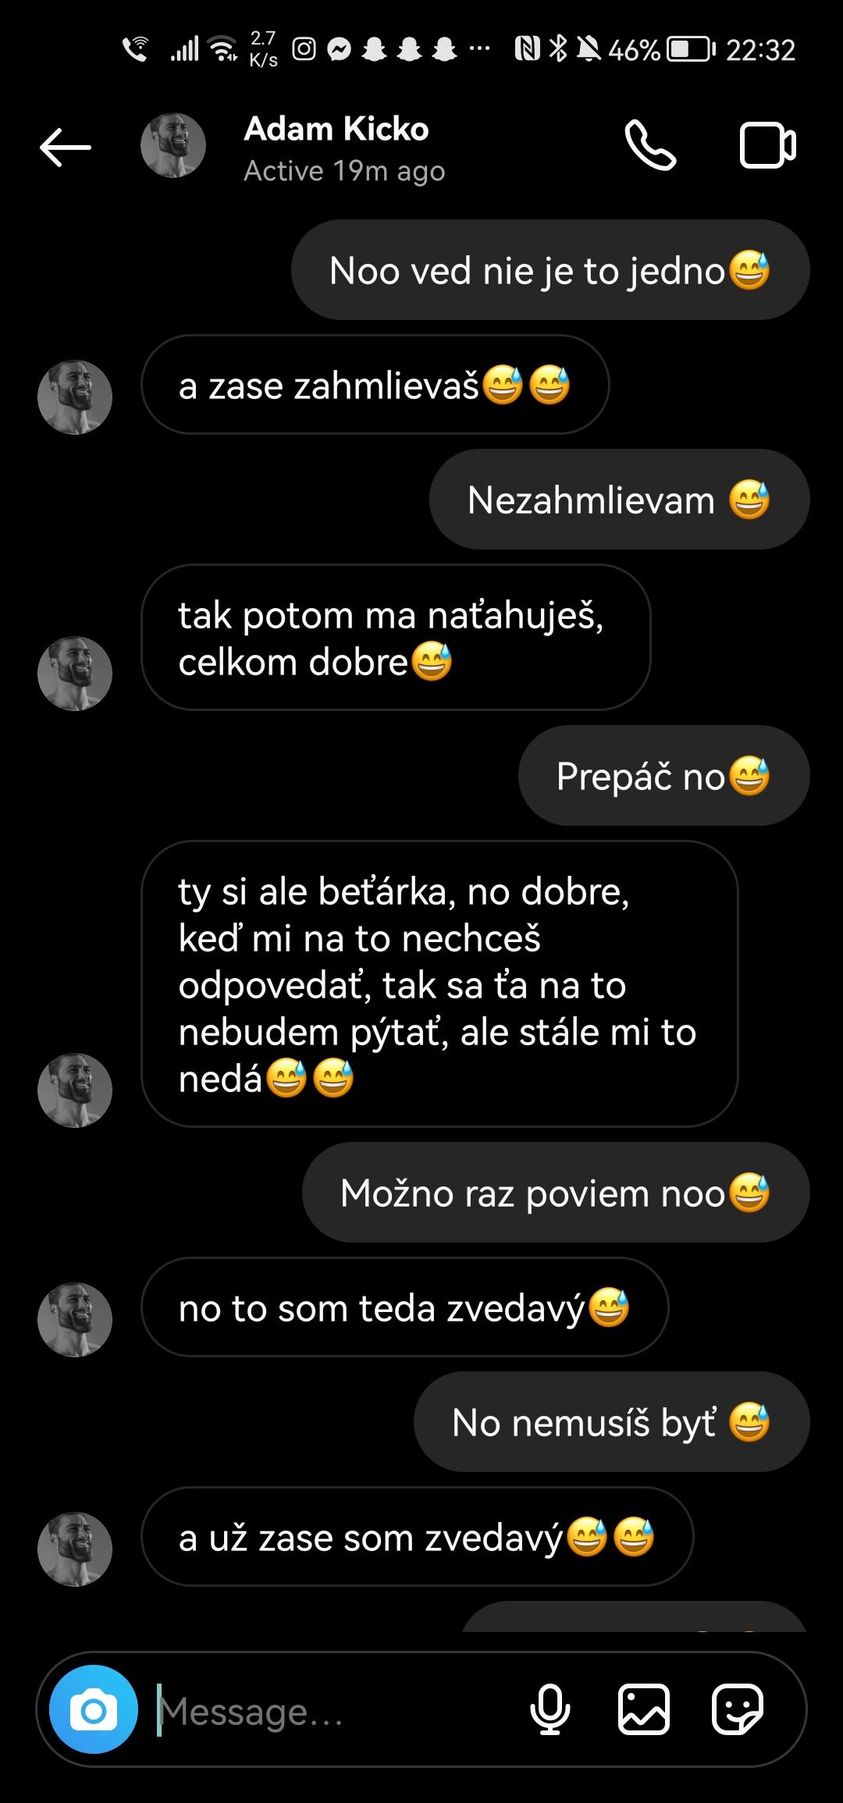 2.7
K/s
46%
22:32
Adam Kicko
Active 19m ago
Noo ved nie je to jedno😅
a zase zahmlievaš😅😅
Nezahmlievam 😅
tak potom ma naťahuješ,
celkom dobre😅
Prepáč no😅
ty si ale beťárka, no dobre,
keď mi na to nechceš
odpovedať, tak sa ťa na to
nebudem pýtať, ale stále mi to
nedá😅😅
Možno raz poviem noo😅
no to som teda zvedavý😅
No nemusíš byť 😅
a už zase som zvedavý😅😅
Message...